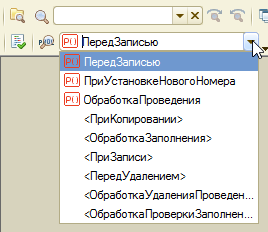 ПередЗаписью
ПередЗаписью
ПриУстановкеНовогоНомера
ОбработкаПроведения
<ПриКопировании>
<ОбработкаЗаполнения>
<ПриЗаписи>
<ПередУдалением>
<ОбработкаУдаленияПроведен...
<ОбработкаПроверкиЗаполнен...